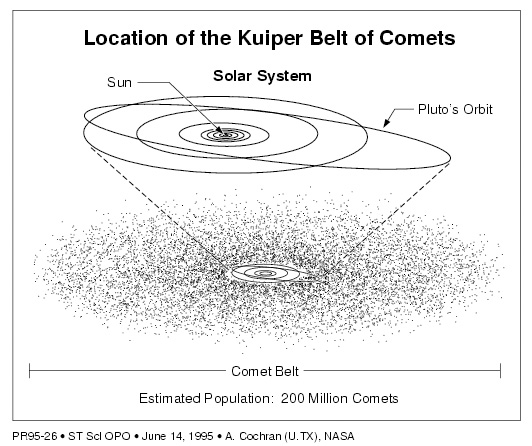 Location of the Kuiper Belt of Comets
Solar System
Sun
Pluto's Orbit
Comet Belt
Estimated Population: 200 Million Comets
PR95-26 • ST ScI OPO • June 14, 1995 • A. Cochran (U.TX), NASA